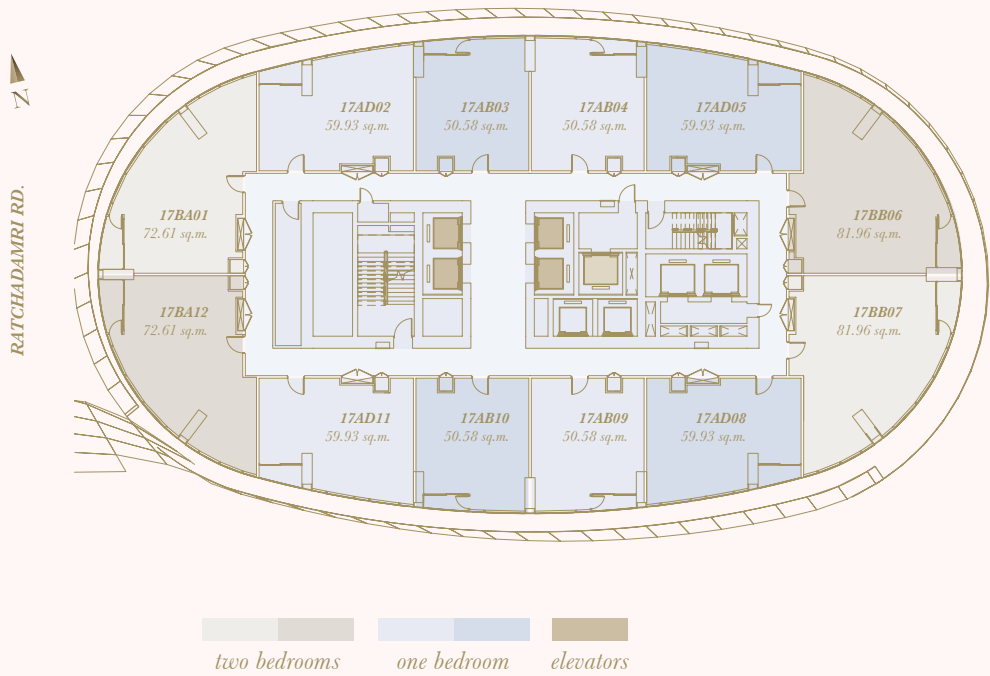 17AD02
59.93 sq.m.
17AB03
50.58 sq.m.
17AB04
50.58 sq.m.
17AD05
59.93 sq.m.
N
RATCHADAMRI RD.
17BA01
72.61 sq.m.
17BB06
81.96 sq.m.
17BA12
72.61 sq.m.
17BB07
81.96 sq.m.
17AD11
59.93 sq.m.
17AB10
50.58 sq.m.
17AB09
50.58 sq.m.
17AD08
59.93 sq.m.
two bedrooms
one bedroom
elevators